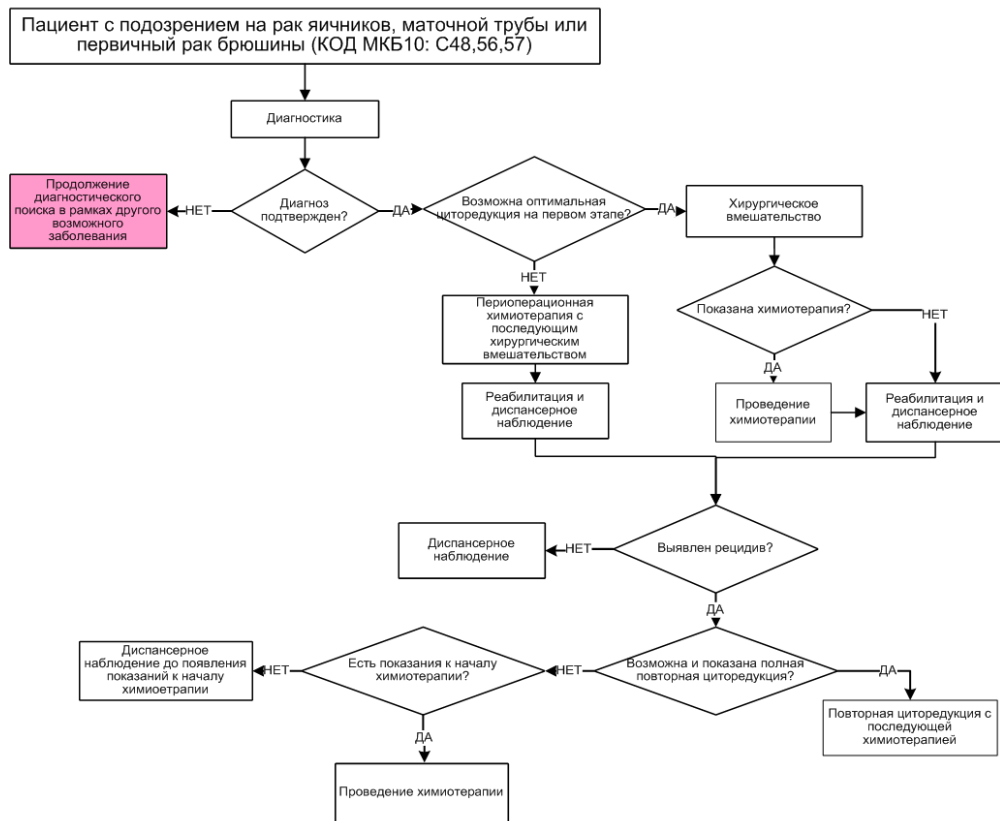 Пациент с подозрением на рак яичников, маточной трубы или
первичный рак брюшины (КОД МКБ10: С48,56,57)
Диагностика
Продолжение
диагностического
поиска в рамках другого
возможного
заболевания
НЕТ
Диагноз
подтвержден?
ДА
Возможна оптимальная
циторедукция на первом этапе?
ДА
Хирургическое
вмешательство
НЕТ
Периоперационная
химиотерапия с
последующим
хирургическим
вмешательством
Показана химиотерапия?
НЕТ
ДА
Реабилитация и
диспансерное
наблюдение
Проведение
химиотерапии
Реабилитация и
диспансерное
наблюдение
Диспансерное
наблюдение
НЕТ
Выявлен рецидив?
ДА
Диспансерное
наблюдение до появления
показаний к началу
химиоетрапии
НЕТ
Есть показания к началу
химиотерапии?
НЕТ
Возможна и показана полная
повторная циторедукция?
ДА
ДА
Повторная циторедукция с
последующей
химиотерапией
Проведение химиотерапии